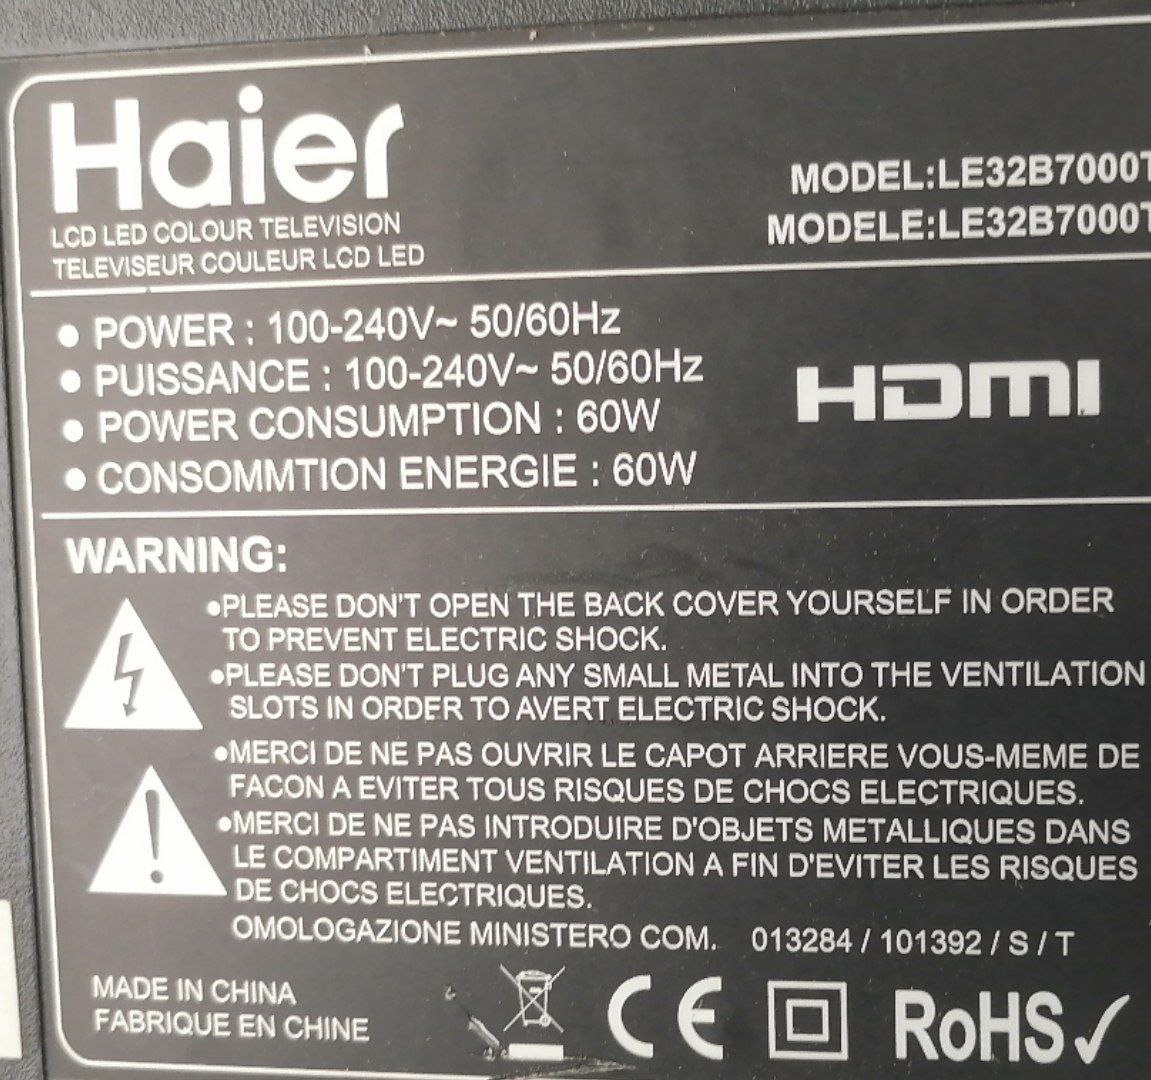 Haier
LCD LED COLOUR TELEVISION
TELEVISEUR COULEUR LCD LED
MODEL:LE32B7000T
MODELE:LE32B7000T
● POWER : 100-240V~ 50/60Hz
● PUISSANCE : 100-240V~ 50/60Hz
● POWER CONSUMPTION : 60W
● CONSOMMTION ENERGIE : 60W
HDMI
WARNING:
●PLEASE DON'T OPEN THE BACK COVER YOURSELF IN ORDER
TO PREVENT ELECTRIC SHOCK.
●PLEASE DON'T PLUG ANY SMALL METAL INTO THE VENTILATION
SLOTS IN ORDER TO AVERT ELECTRIC SHOCK.
●MERCI DE NE PAS OUVRIR LE CAPOT ARRIERE VOUS-MEME DE
FACON A EVITER TOUS RISQUES DE CHOCS ELECTRIQUES.
●MERCI DE NE PAS INTRODUIRE D'OBJETS METALLIQUES DANS
LE COMPARTIMENT VENTILATION A FIN D'EVITER LES RISQUES
DE CHOCS ELECTRIQUES.
OMOLOGAZIONE MINISTERO COM. 013284 / 101392 / S / T
MADE IN CHINA
FABRIQUE EN CHINE
CE
RoHS✓